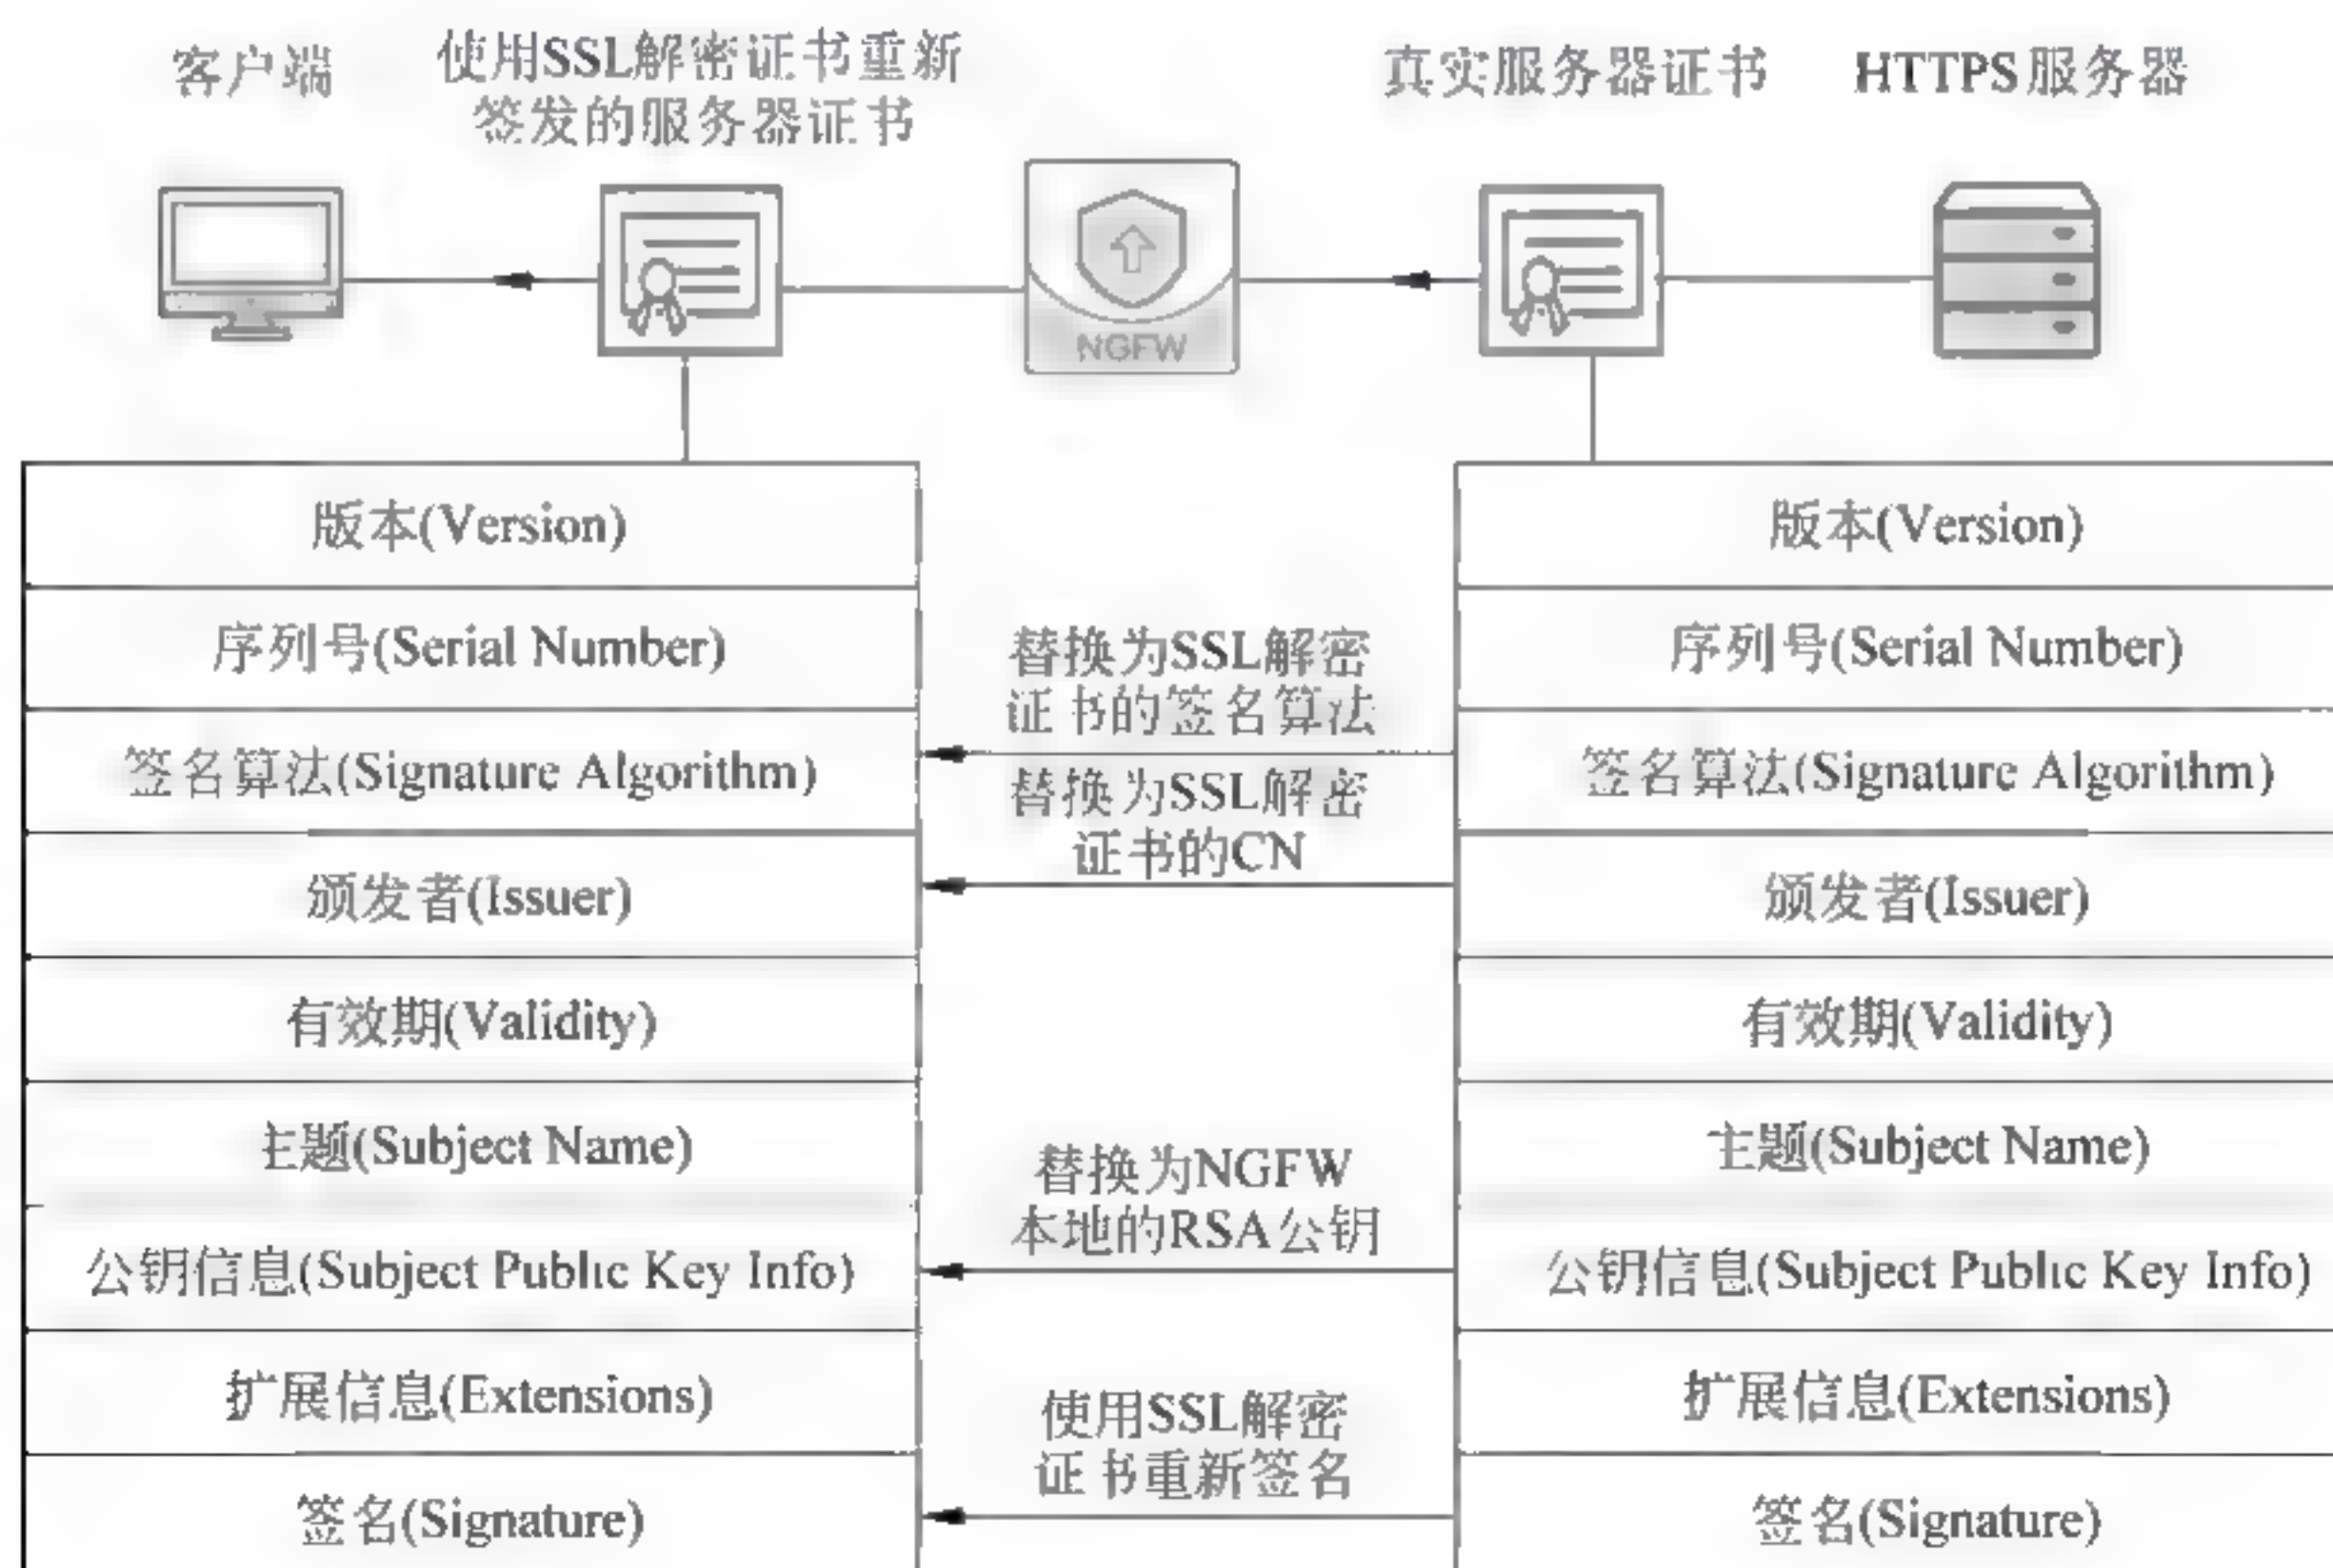 客户端
使用SSL解密证书重新
签发的服务器证书
真实服务器证书
HTTPS服务器
NGFW
版本(Version)
序列号(Serial Number)
签名算法(Signature Algorithm)
颁发者(Issuer)
有效期(Validity)
主题(Subject Name)
公钥信息(Subject Public Key Info)
扩展信息(Extensions)
签名(Signature)
替换为SSL解密
证书的签名算法
替换为SSL解密
证书的CN
替换为NGFW
本地的RSA公钥
使用SSL解密
证书重新签名
版本(Version)
序列号(Serial Number)
签名算法(Signature Algorithm)
颁发者(Issuer)
有效期(Validity)
主题(Subject Name)
公钥信息(Subject Public Key Info)
扩展信息(Extensions)
签名(Signature)